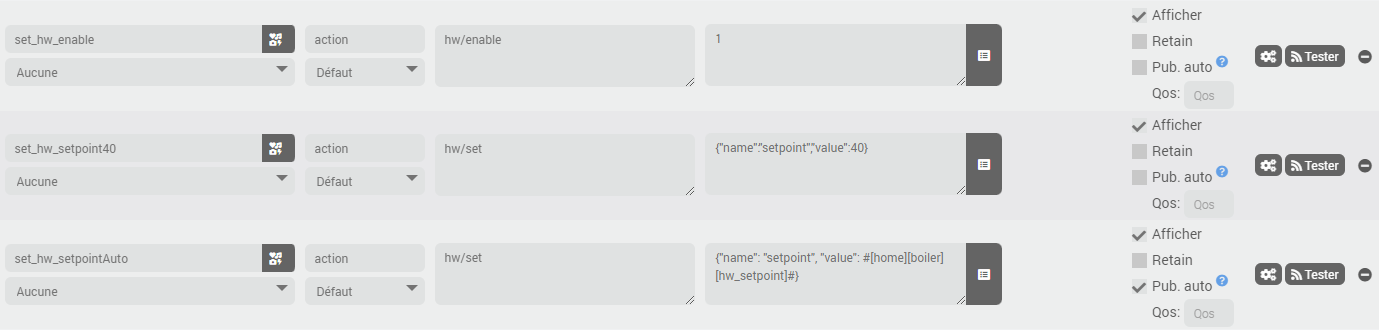 set_hw_enable action hw/enable 1 Afficher
Retain
Tester
Aucune Défaut Pub. auto ?
Qos: Qos
set_hw_setpoint40 action hw/set {"name":"setpoint","value":40} Afficher
Retain
Tester
Aucune Défaut Pub. auto ?
Qos: Qos
set_hw_setpointAuto action hw/set {"name": "setpoint", "value": #[home][boiler] Afficher
[hw_setpoint]#} Retain
Tester
Aucune Défaut Pub. auto ?
Qos: Qos